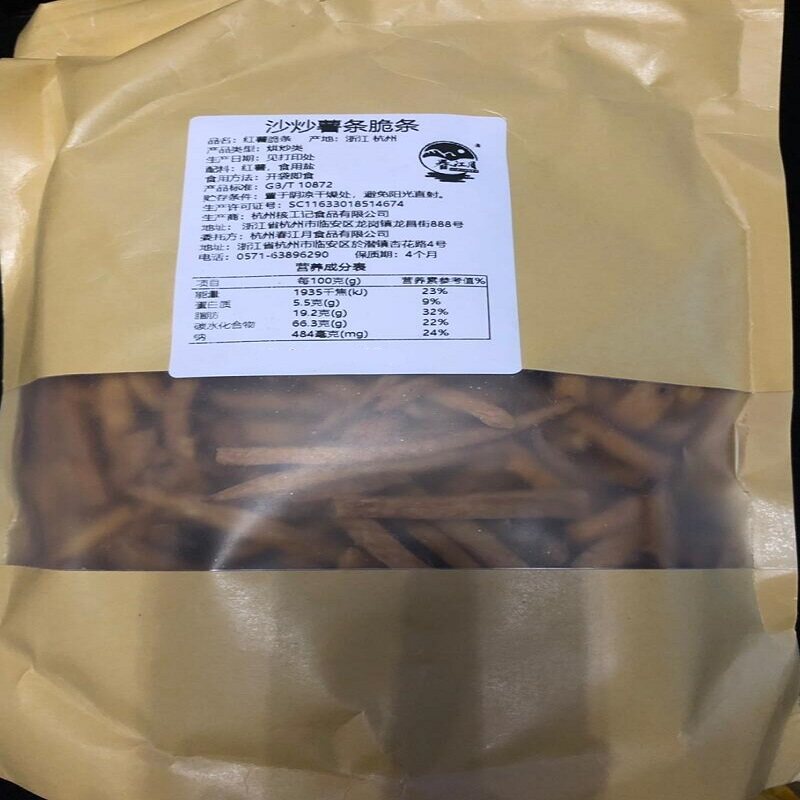 沙炒薯条脆条
品名：红薯脆条 产地：浙江 杭州
产品类型：烘炒类
生产日期：见打印处
配料：红薯，食用盐
食用方法：开袋即食
产品标准：GB/T 10872
贮存条件：置于阴凉干燥处，避免阳光直射。
生产许可证号：SC11633018514674
生产商：杭州核工记食品有限公司
地址：浙江省杭州市临安区龙岗镇龙昌街888号
委托方：杭州春江月食品有限公司
地址：浙江省杭州市临安区於潜镇杏花路4号
电话：0571-63896290 保质期：4个月
春江月
营养成分表
项目 每100克(g) 营养素参考值%
能量 1935千焦(kJ) 23%
蛋白质 5.5克(g) 9%
脂肪 19.2克(g) 32%
碳水化合物 66.3克(g) 22%
钠 484毫克(mg) 24%